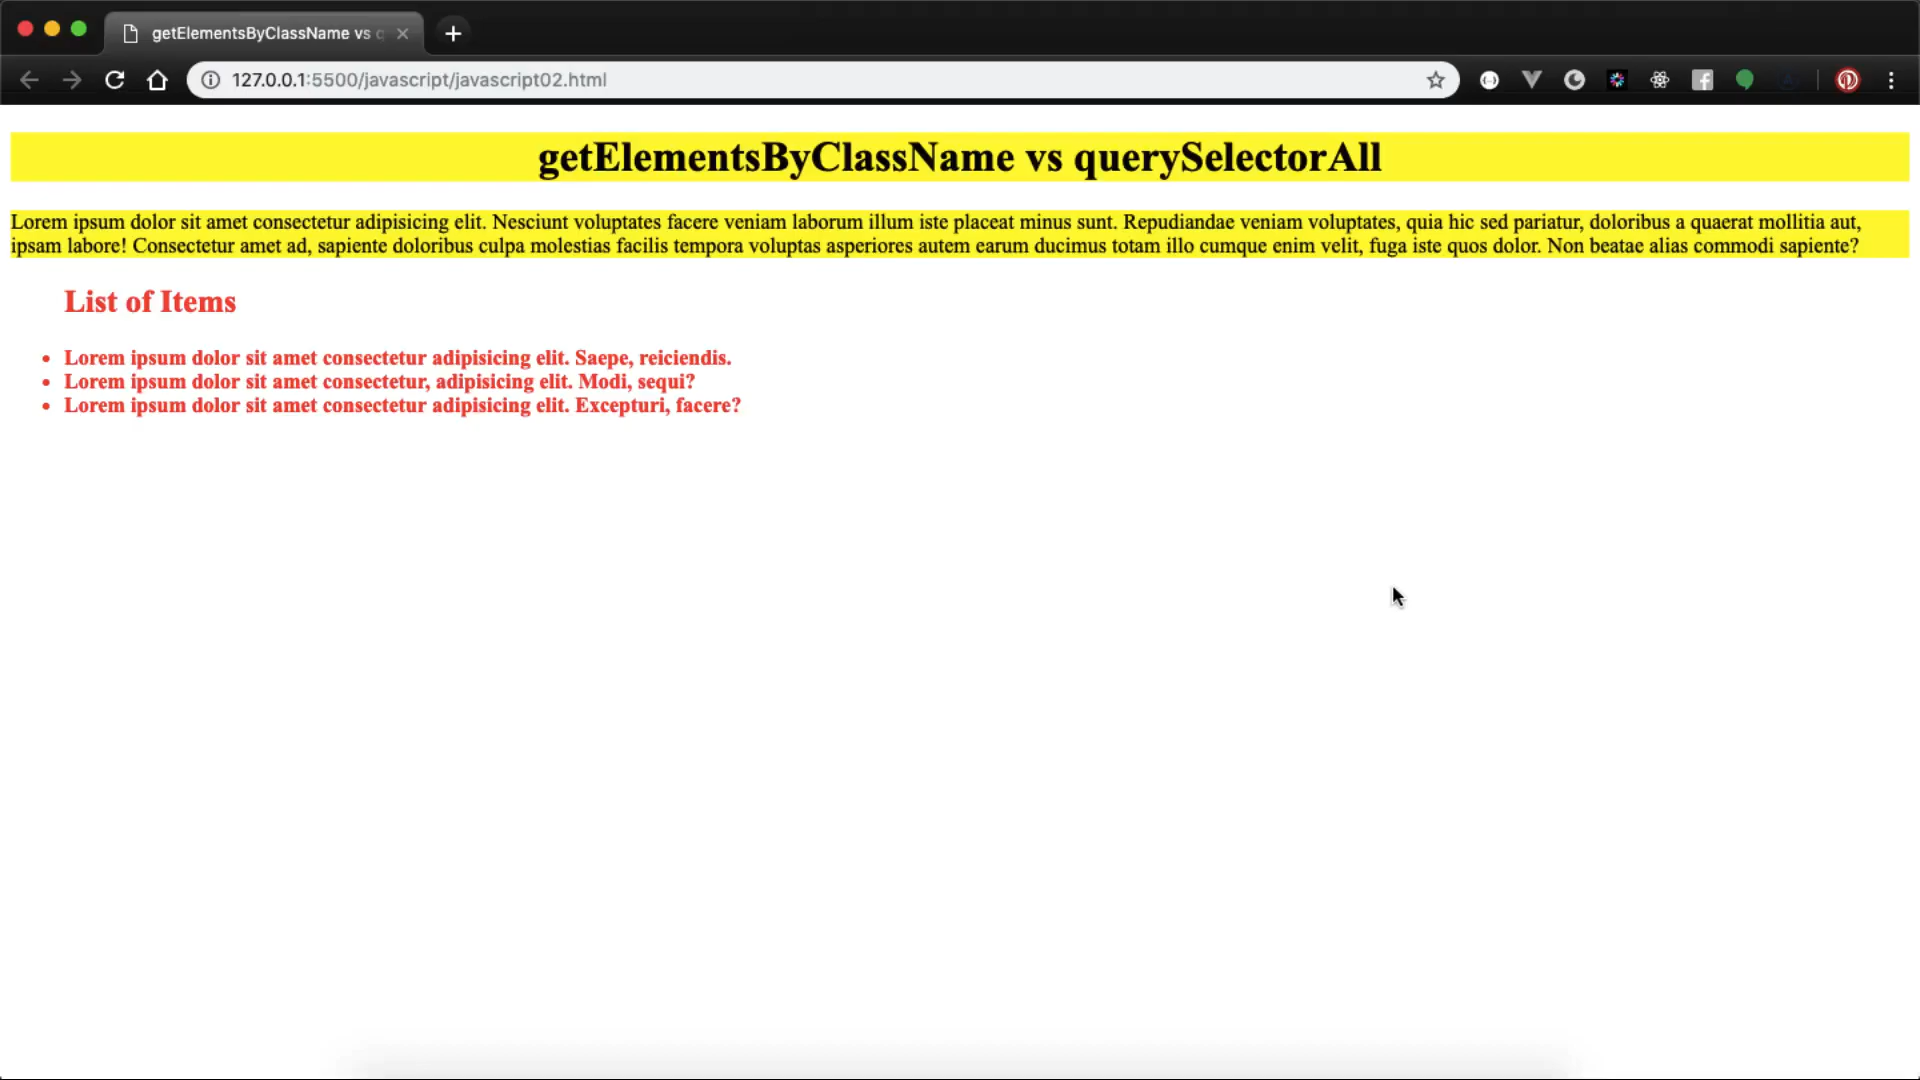 getElementsByClassName vs
127.0.0.1:5500/javascript/javascript02.html
getElementsByClassName vs querySelectorAll
Lorem ipsum dolor sit amet consectetur adipisicing elit. Nesciunt voluptates facere veniam laborum illum iste placeat minus sunt. Repudiandae veniam voluptates, quia hic sed pariatur, doloribus a quaerat mollitia aut,
ipsam labore! Consectetur amet ad, sapiente doloribus culpa molestias facilis tempora voluptas asperiores autem earum ducimus totam illo cumque enim velit, fuga iste quos dolor. Non beatae alias commodi sapiente?
List of Items
• Lorem ipsum dolor sit amet consectetur adipisicing elit. Saepe, reiciendis.
• Lorem ipsum dolor sit amet consectetur, adipisicing elit. Modi, sequi?
• Lorem ipsum dolor sit amet consectetur adipisicing elit. Excepturi, facere?